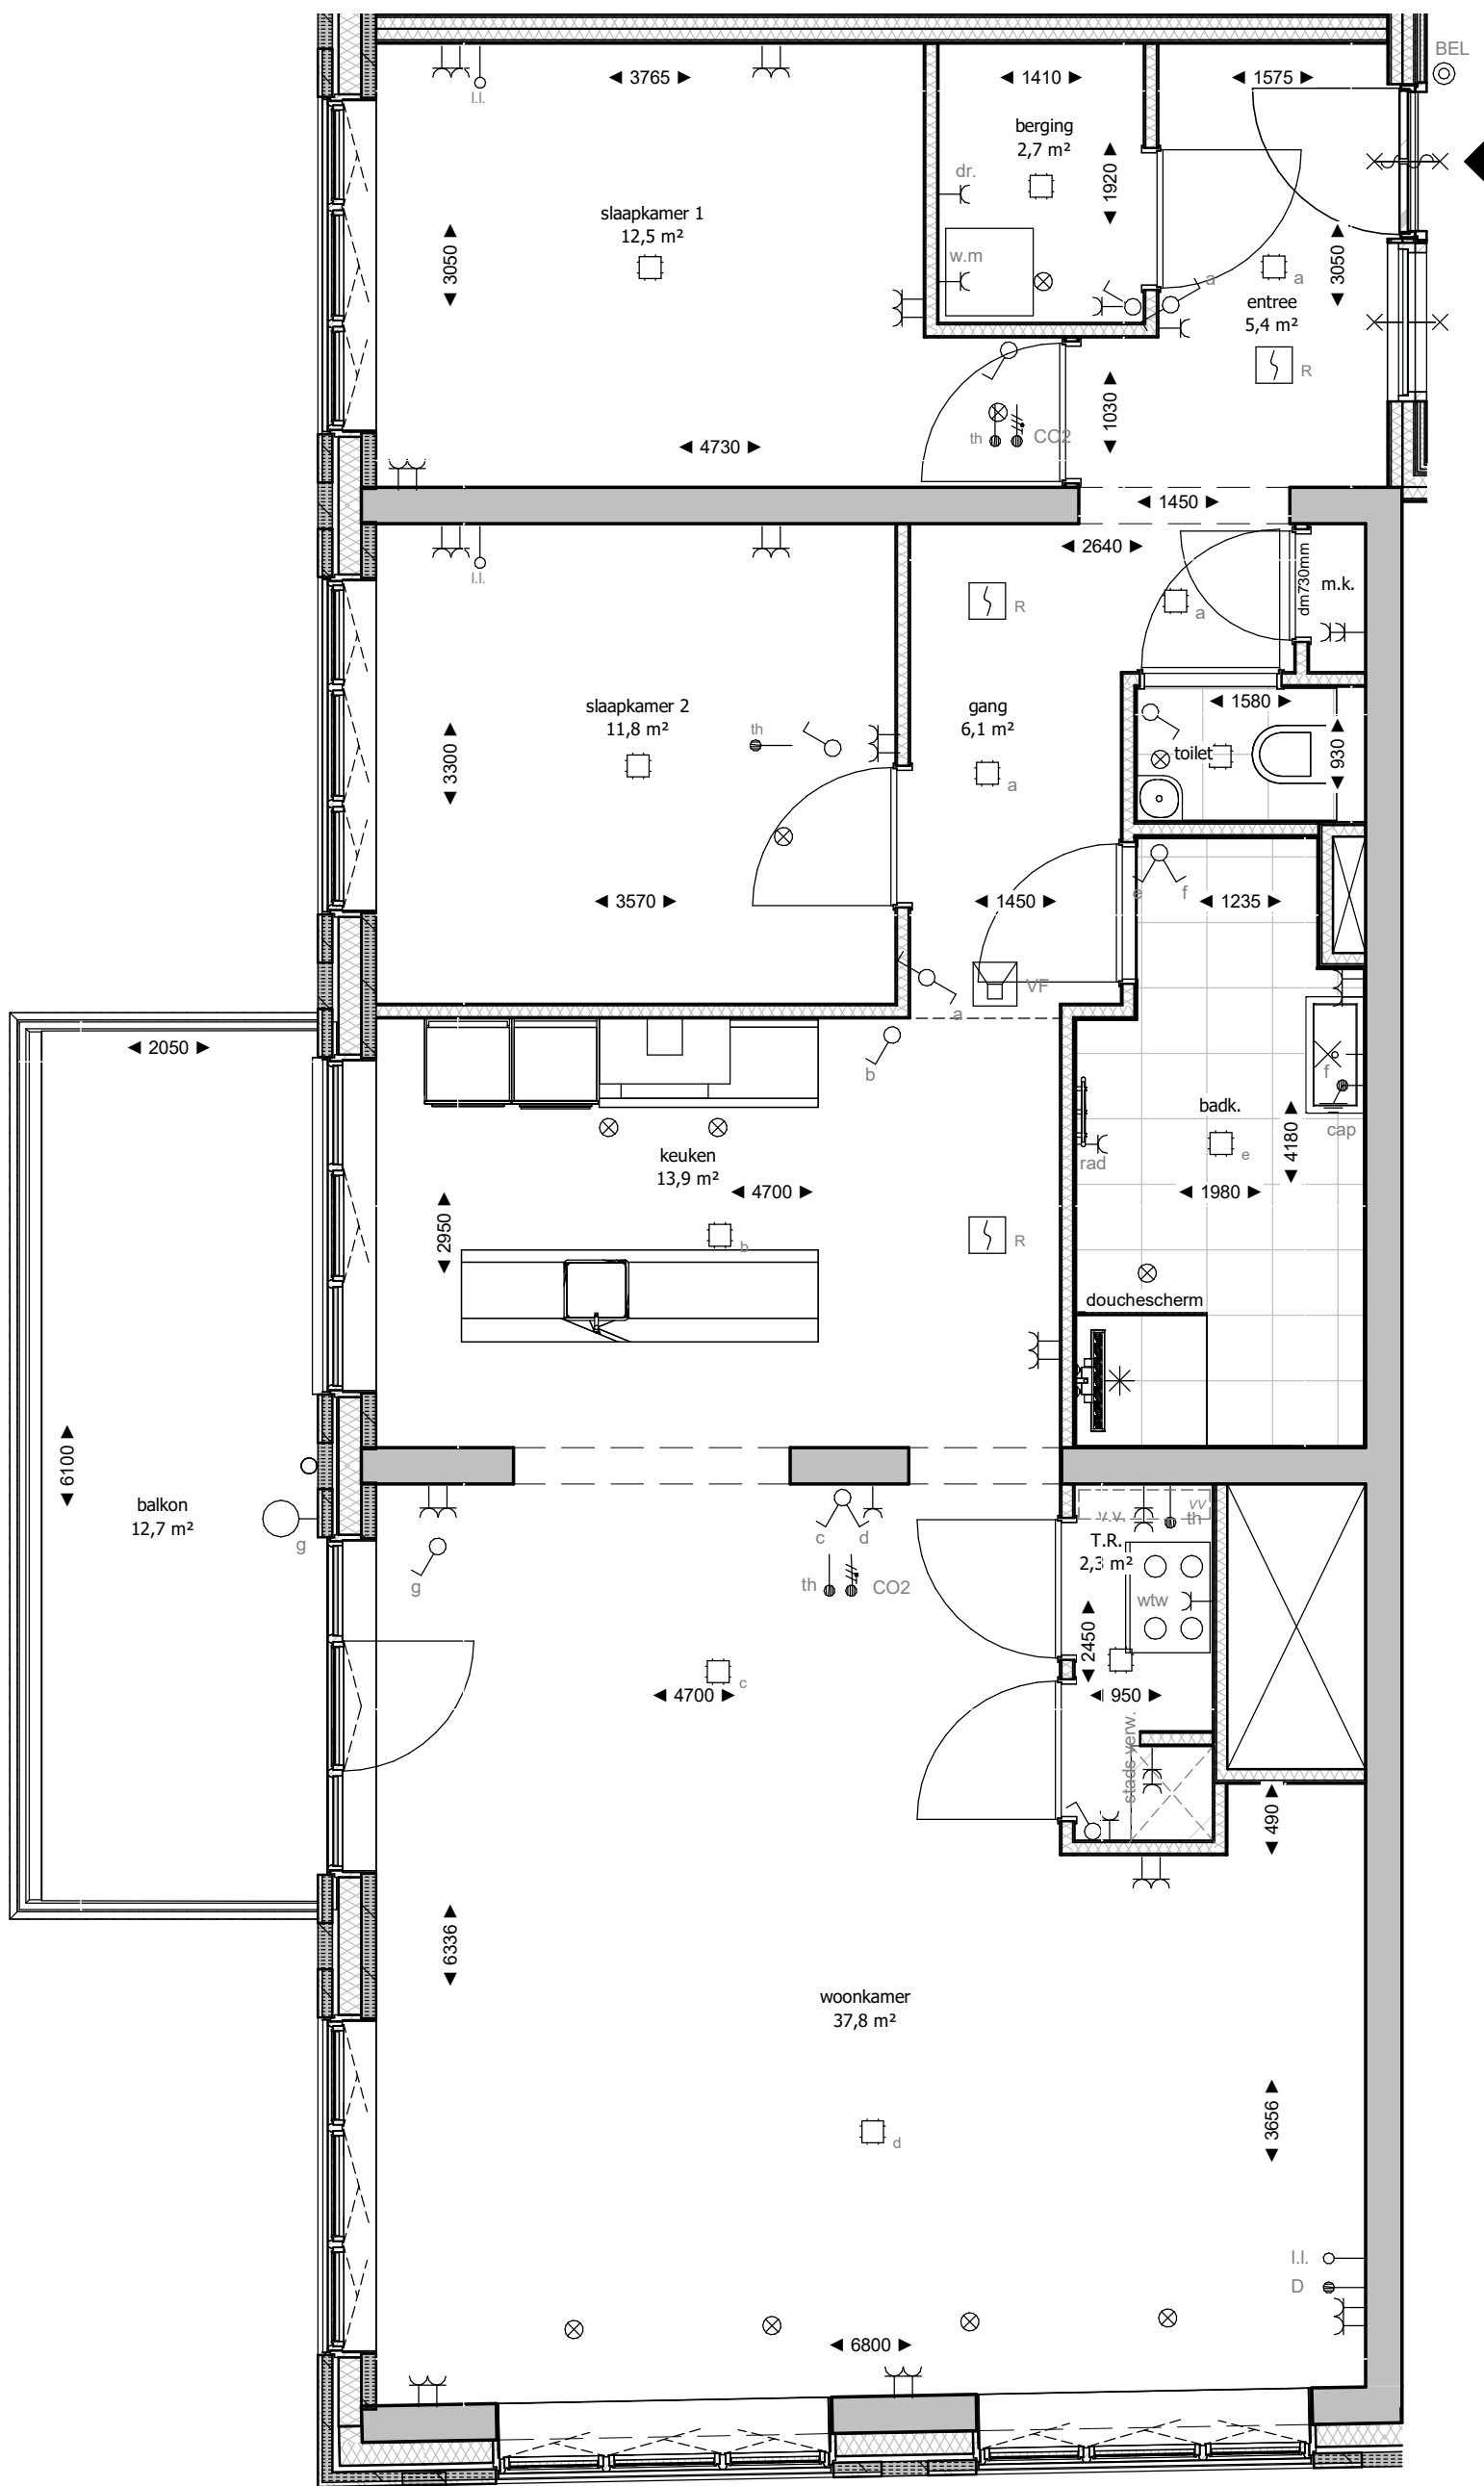 BEL
◄ 3765 ►
◄ 1410 ►
◄ 1575 ►
l.l.
berging
2,7 m²
dr.
◄ 1920 ►
slaapkamer 1
12,5 m²
◄ 3050 ►
w.m
a
a
◄ 3050 ►
entree
5,4 m²
R
◄ 1030 ►
th
CO2
◄ 4730 ►
◄ 1450 ►
◄ 2640 ►
l.l.
dm730mm
m.k.
R
a
slaapkamer 2
11,8 m²
gang
6,1 m²
◄ 1580 ►
th
◄ 3300 ►
toilet
◄ 930 ►
a
◄ 3570 ►
◄ 1450 ►
e
f
◄ 1235 ►
VF
a
◄ 2050 ►
b
f
badk.
cap
◄ 4180 ►
keuken
13,9 m²
rad
e
◄ 4700 ►
◄ 1980 ►
◄ 2950 ►
b
R
douchescherm
◄ 6100 ►
balkon
12,7 m²
g
g
c
d
th
CO2
vv
v.v.
th
T.R.
2,3 m²
wtw
◄ 2450 ►
c
◄ 4700 ►
◄ 950 ►
stads verw.
◄ 490 ►
◄ 6336 ►
woonkamer
37,8 m²
◄ 3656 ►
d
l.l.
D
◄ 6800 ►